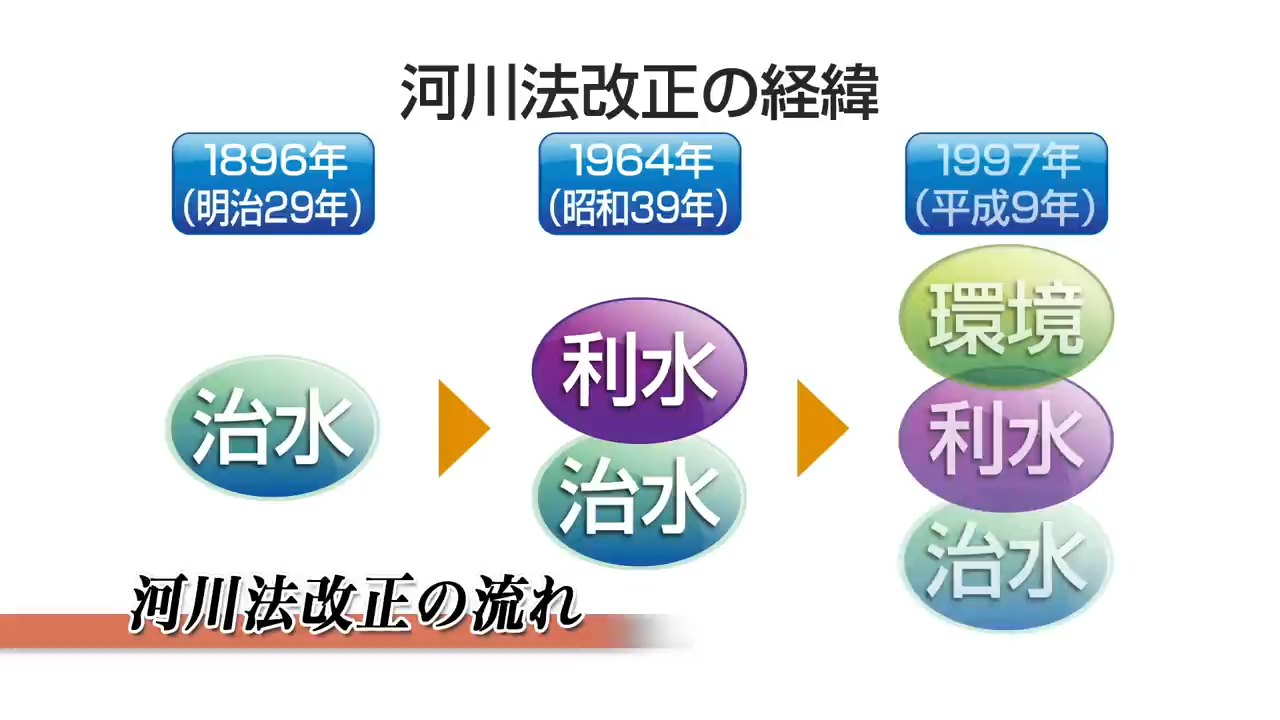 河川法改正の経緯
1896年
(明治29年)
1964年
(昭和39年)
1997年
(平成9年)
治水
利水
治水
環境
利水
治水
河川法改正の流れ